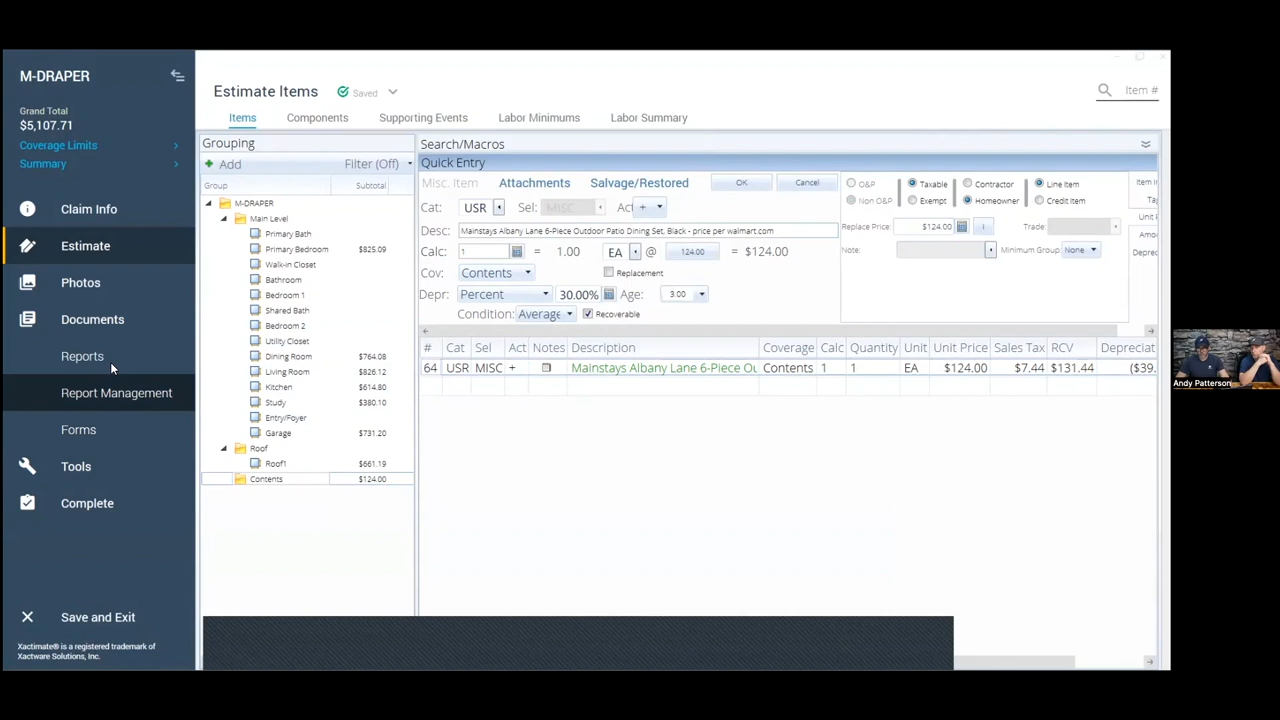 M-DRAPER
Grand Total
$5,107.71
Coverage Limits
Summary
Claim Info
Estimate
Photos
Documents
Reports
Report Management
Forms
Tools
Complete
Save and Exit
Xactimate® is a registered trademark of
Xactware Solutions, Inc.
Estimate Items Saved
Item #
Items Components Supporting Events Labor Minimums Labor Summary
Grouping
Add Filter (Off)
Group Subtotal
M-DRAPER
Main Level
Primary Bath
Primary Bedroom $825.09
Walk-in Closet
Bathroom
Bedroom 1
Shared Bath
Bedroom 2
Utility Closet
Dining Room $764.08
Living Room $826.12
Kitchen $614.80
Study $380.10
Entry/Foyer
Garage $731.20
Roof
Roof1 $661.19
Contents $124.00
Search/Macros
Quick Entry
Misc. Item Attachments Salvage/Restored OK Cancel
Cat: USR Sel: MISC Act +
Desc: Mainstays Albany Lane 6-Piece Outdoor Patio Dining Set, Black - price per walmart.com
Calc: 1 = 1.00 EA @ 124.00 = $124.00
Cov: Contents Replacement
Depr: Percent 30.00% Age: 3.00
Condition: Average Recoverable
O&P Taxable Contractor Line Item
Non O&P Exempt Homeowner Credit Item
Replace Price: $124.00 Trade:
Note: Minimum Group: None
# Cat Sel Act Notes Description Coverage Calc Quantity Unit Unit Price Sales Tax RCV Depreciat
64 USR MISC + Mainstays Albany Lane 6-Piece Ou Contents 1 1 EA $124.00 $7.44 $131.44 ($39.
Andy Patterson